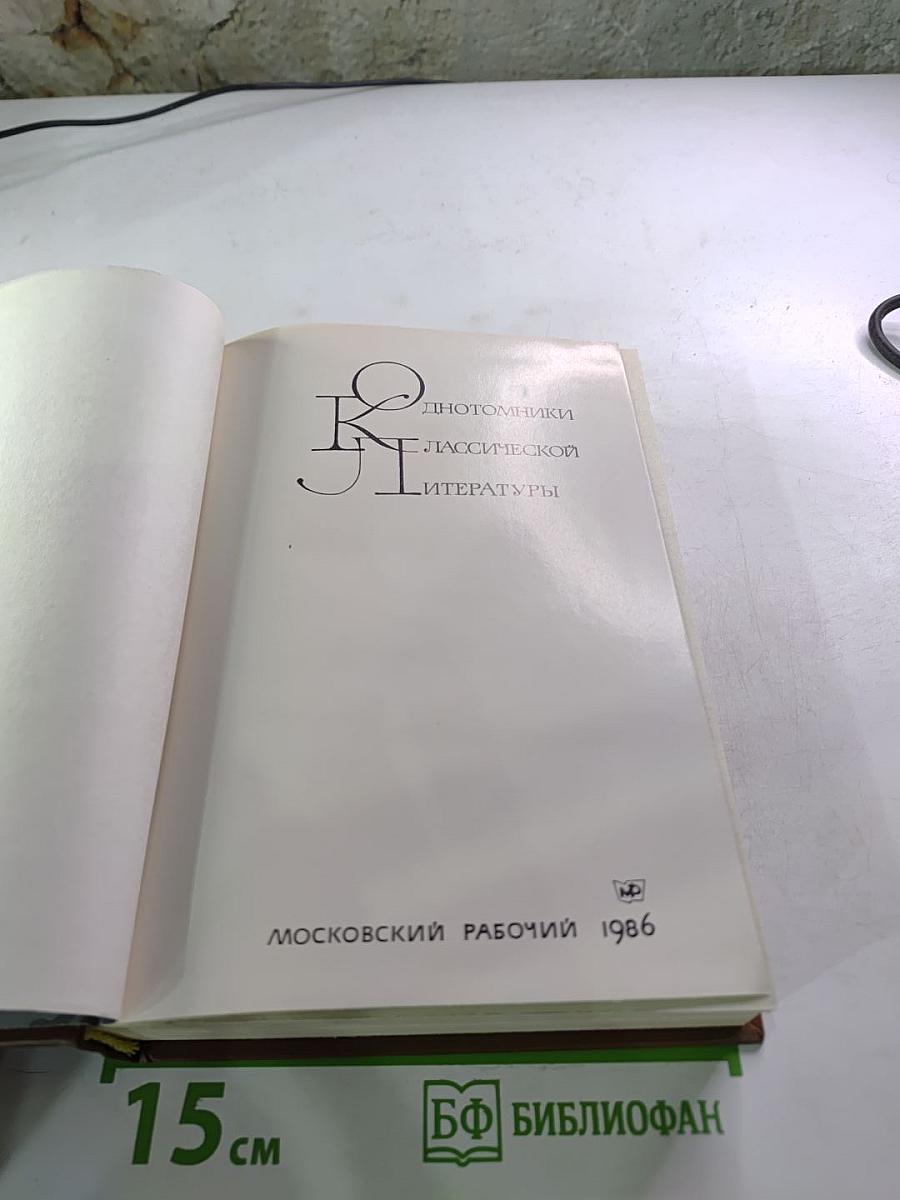 ОДНОТОМНИКИ
КЛАССИЧЕСКОЙ
ЛИТЕРАТУРЫ
МР
МОСКОВСКИЙ РАБОЧИЙ 1986
15 см
БФ БИБЛИОФАН